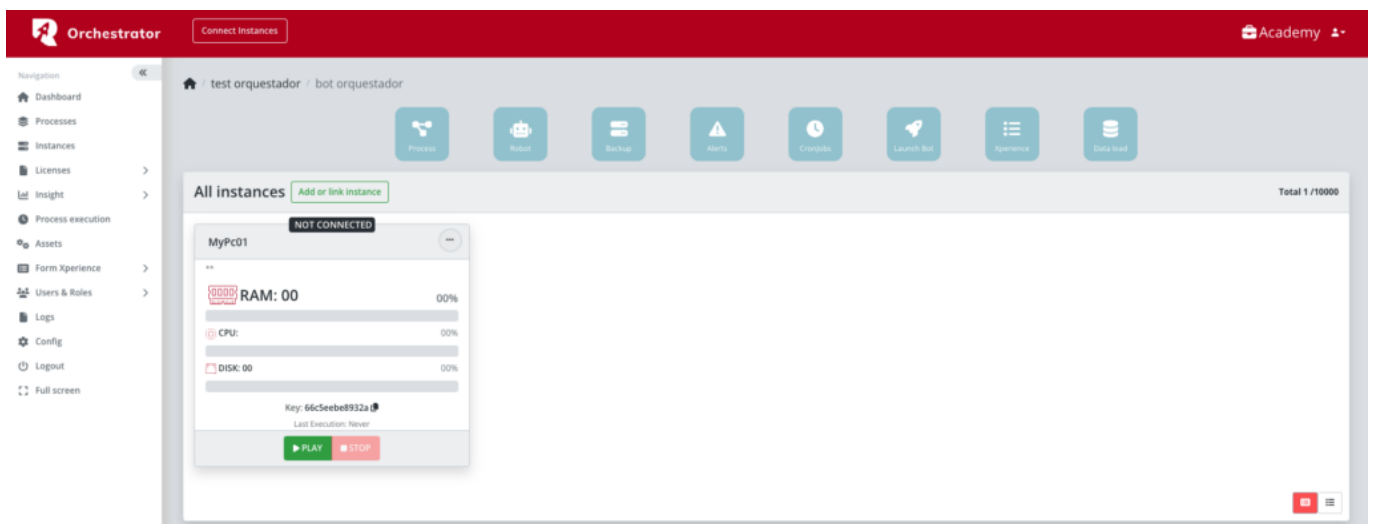 Orchestrator
Connect Instances
Academy
Navigation
Dashboard
Processes
Instances
Licenses
Insight
Process execution
Assets
Form Xperience
Users & Roles
Logs
Config
Logout
Full screen
/ test orquestador / bot orquestador
Process
Robot
Backup
Alerts
Cronjobs
Launch Bot
Xperience
Data load
All instances
Add or link instance
Total 1 /10000
NOT CONNECTED
MyPc01
**
RAM: 00
00%
CPU:
00%
DISK: 00
00%
Key: 66c5eebe8932a
Last Execution: Never
PLAY
STOP